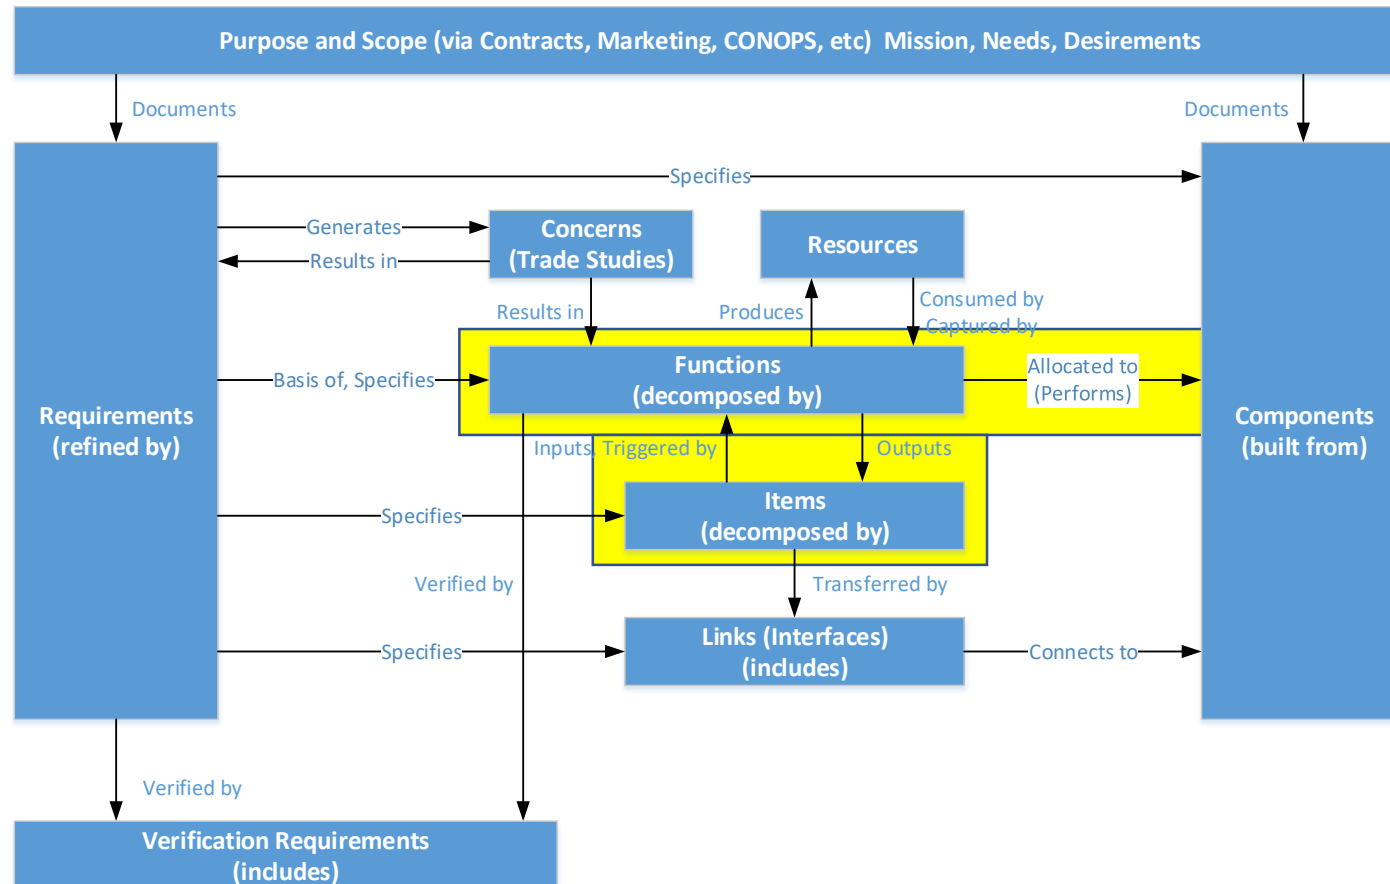 Purpose and Scope (via Contracts, Marketing, CONOPS, etc)  Mission, Needs, Desirements
Documents
Documents
Specifies
Generates
Concerns
(Trade Studies)
Resources
Results in
Results in
Produces
Consumed by
Captured by
Basis of, Specifies
Functions
(decomposed by)
Allocated to
(Performs)
Requirements
(refined by)
Components
(built from)
Inputs, Triggered by
Outputs
Specifies
Items
(decomposed by)
Verified by
Transferred by
Specifies
Links (Interfaces)
(includes)
Connects to
Verified by
Verification Requirements
(includes)